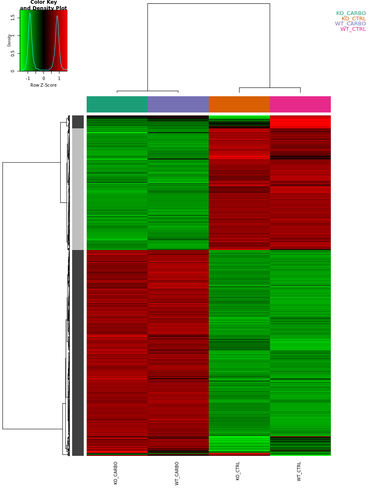 Color Key
and Density Plot
Density
0
0.5
1
1.5
-1
0
1
Row Z-Score
KO_CARBO
KO_CTRL
WT_CARBO
WT_CTRL
KO_CARBO
WT_CARBO
KO_CTRL
WT_CTRL